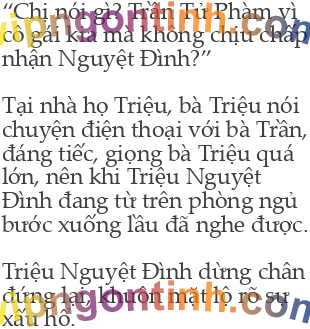 “Chị nói gì? Trần Tư Phàm vì
cô gái kia mà không chịu chấp
nhận Nguyệt Đình?”
Tại nhà họ Triệu, bà Triệu nói
chuyện điện thoại với bà Trần,
đáng tiếc, giọng bà Triệu quá
lớn, nên khi Triệu Nguyệt
Đình đang từ trên phòng ngủ
bước xuống lầu đã nghe được.
Triệu Nguyệt Đình dừng chân
đứng lại, khuôn mặt lộ rõ sự
xấu hổ.
vipngontinh.com
vipngontinh.com